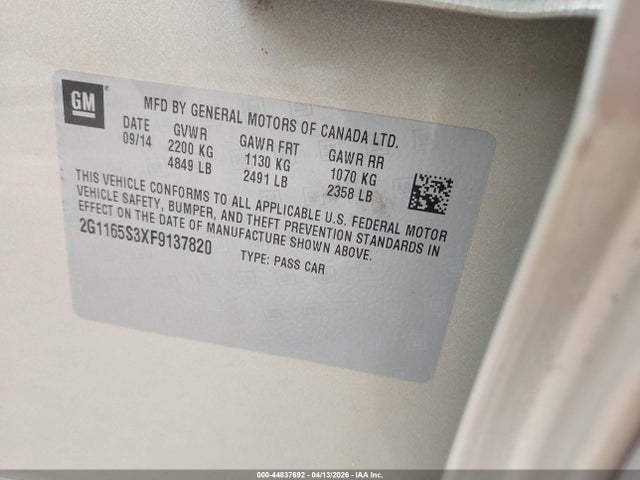 GM ®
MFD BY GENERAL MOTORS OF CANADA LTD.
DATE GVWR GAWR FRT GAWR RR
09/14 2200 KG 1130 KG 1070 KG
4849 LB 2491 LB 2358 LB
THIS VEHICLE CONFORMS TO ALL APPLICABLE U.S. FEDERAL MOTOR
VEHICLE SAFETY, BUMPER, AND THEFT PREVENTION STANDARDS IN
EFFECT ON THE DATE OF MANUFACTURE SHOWN ABOVE.
2G1165S3XF9137820 TYPE: PASS CAR
000-44837692 - 04/13/2026 - IAA Inc.